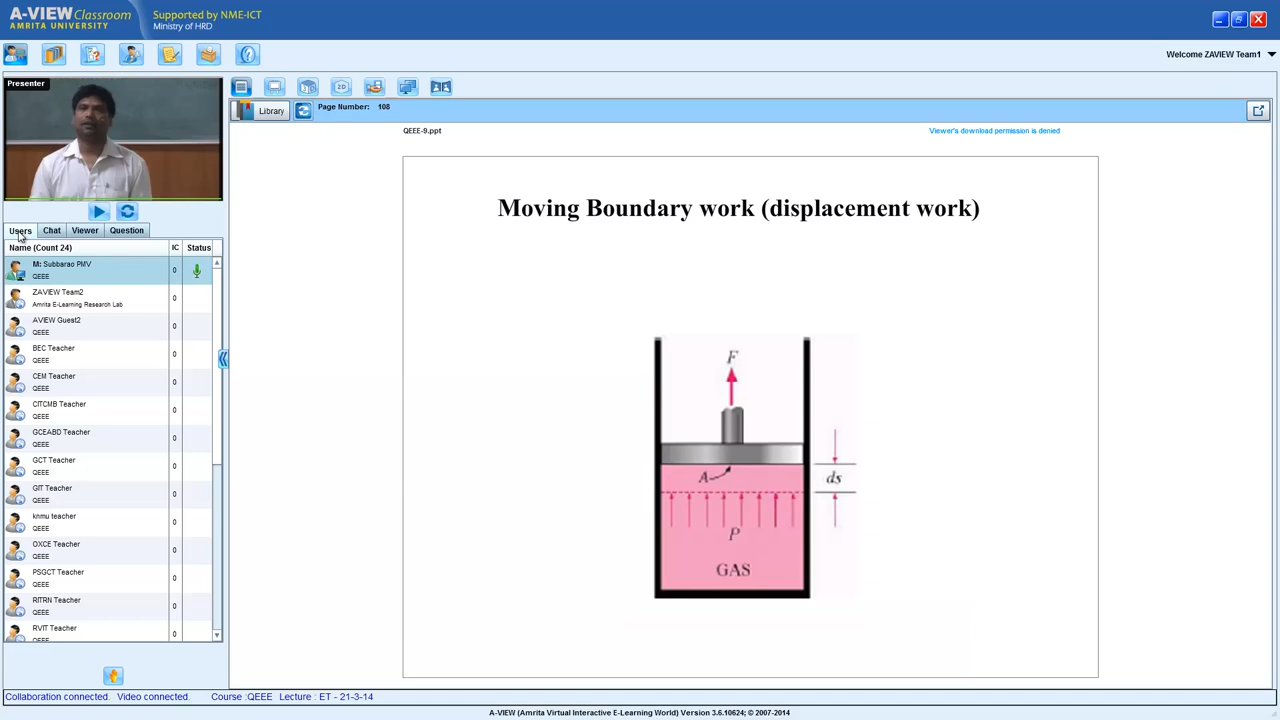 A-VIEW Classroom
AMRITA UNIVERSITY
Supported by NME-ICT
Ministry of HRD
Welcome ZAVIEW Team1
Presenter
2D
Library
Page Number: 108
QEEE-9.ppt
Viewer's download permission is denied
Moving Boundary work (displacement work)
F
A
ds
P
GAS
Users Chat Viewer Question
Name (Count 24) IC Status
M: Subbarao PMV
QEEE
0
ZAVIEW Team2
Amrita E-Learning Research Lab
0
AVIEW Guest2
QEEE
0
BEC Teacher
QEEE
0
CEM Teacher
QEEE
0
CITCMB Teacher
QEEE
0
GCEABD Teacher
QEEE
0
GCT Teacher
QEEE
0
GIT Teacher
QEEE
0
knmu teacher
QEEE
0
OXCE Teacher
QEEE
0
PSGCT Teacher
QEEE
0
RITRN Teacher
QEEE
0
RVIT Teacher
QEEE
0
Collaboration connected. Video connected. Course :QEEE Lecture : ET - 21-3-14
A-VIEW (Amrita Virtual Interactive E-Learning World) Version 3.6.10624; © 2007-2014